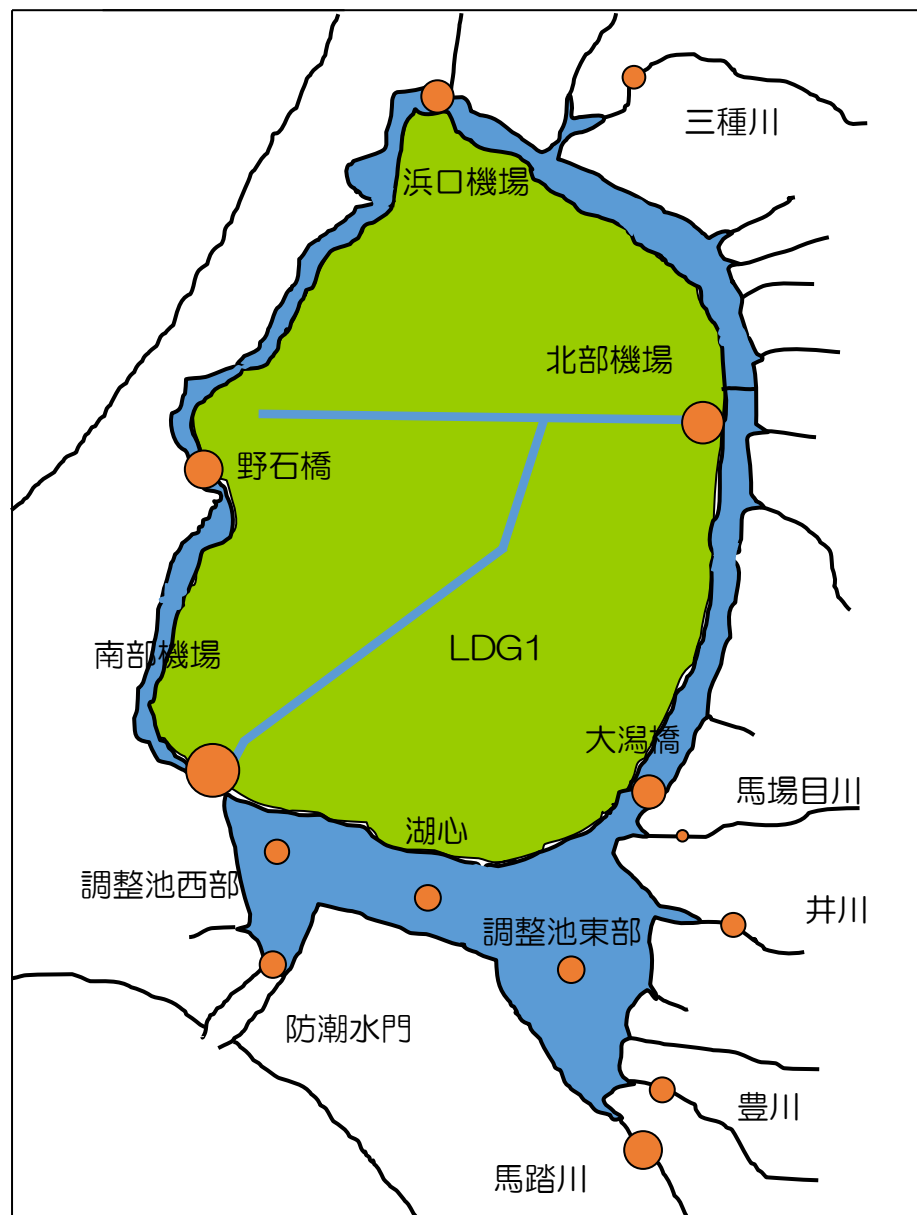 三種川
浜口機場
北部機場
野石橋
南部機場
LDG1
大潟橋
馬場目川
湖心
調整池西部
井川
調整池東部
防潮水門
豊川
馬踏川